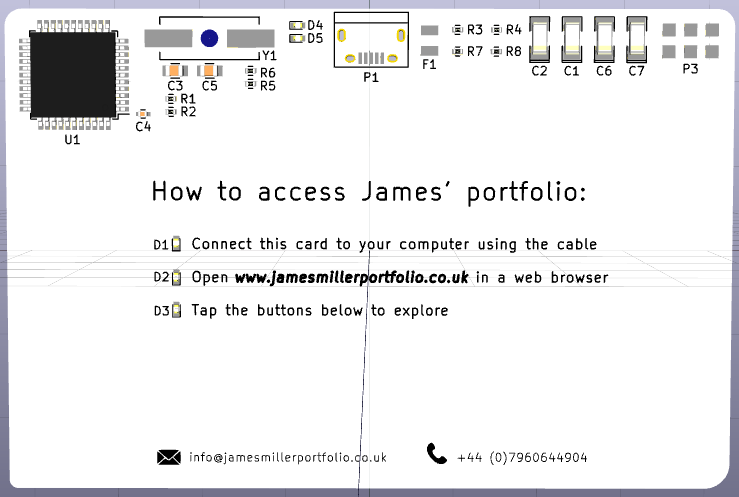 D4
D5
Y1
P1
F1
R3
R4
R7
R8
C2
C1
C6
C7
P3
U1
C4
C3
C5
R6
R5
R1
R2
How to access James’ portfolio:
D1 Connect this card to your computer using the cable
D2 Open www.jamesmillerportfolio.co.uk in a web browser
D3 Tap the buttons below to explore
info@jamesmillerportfolio.co.uk
+44 (0)7960644904